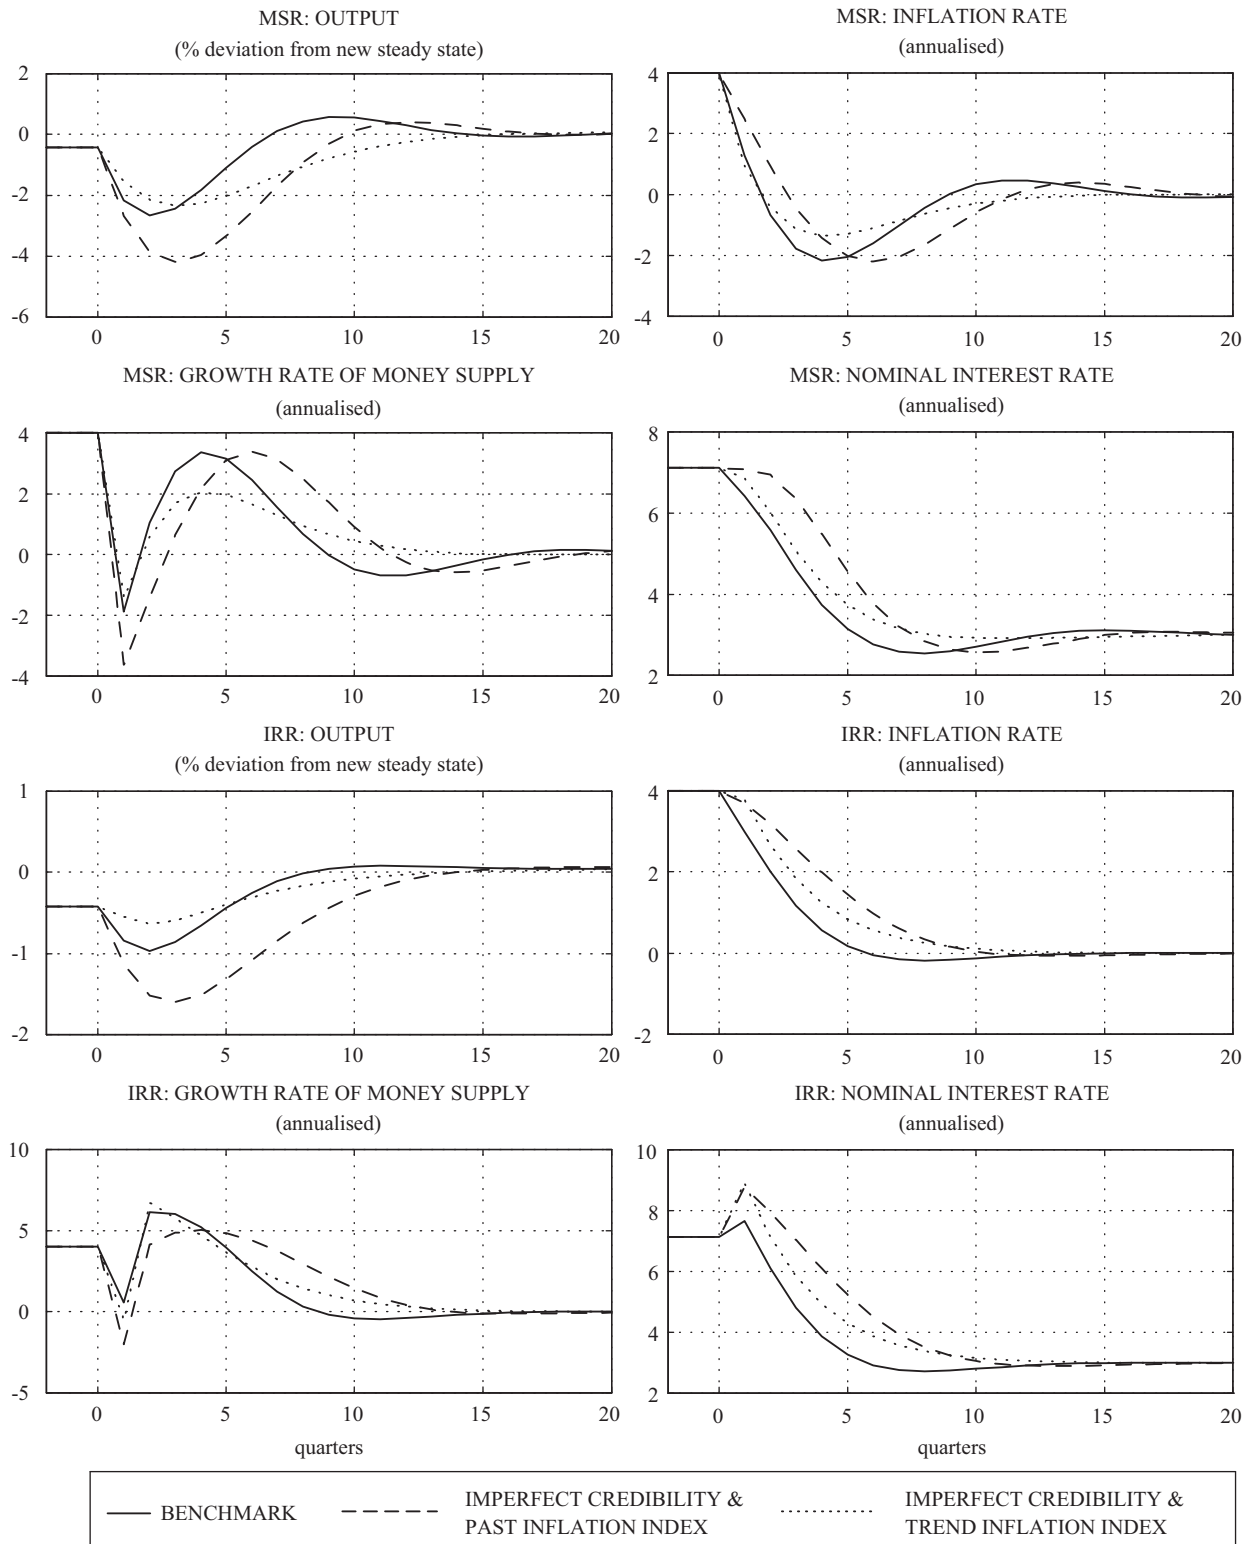 MSR: OUTPUT
(% deviation from new steady state)
2
0
-2
-4
-6
0 5 10 15 20
MSR: INFLATION RATE
(annualised)
4
2
0
-2
-4
0 5 10 15 20
MSR: GROWTH RATE OF MONEY SUPPLY
(annualised)
4
2
0
-2
-4
0 5 10 15 20
MSR: NOMINAL INTEREST RATE
(annualised)
8
6
4
2
0 5 10 15 20
IRR: OUTPUT
(% deviation from new steady state)
1
0
-1
-2
0 5 10 15 20
IRR: INFLATION RATE
(annualised)
4
2
0
-2
0 5 10 15 20
IRR: GROWTH RATE OF MONEY SUPPLY
(annualised)
10
5
0
-5
0 5 10 15 20
quarters
IRR: NOMINAL INTEREST RATE
(annualised)
10
8
6
4
2
0 5 10 15 20
quarters
BENCHMARK
IMPERFECT CREDIBILITY &
PAST INFLATION INDEX
IMPERFECT CREDIBILITY &
TREND INFLATION INDEX